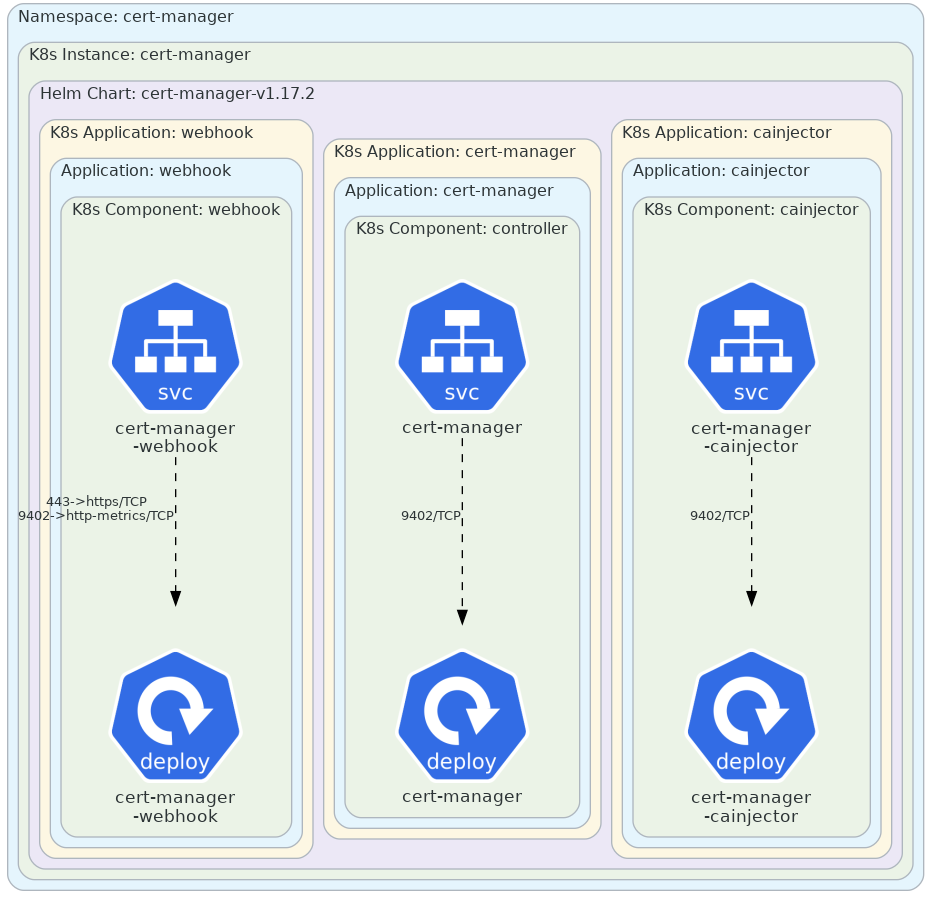 Namespace: cert-manager
K8s Instance: cert-manager
Helm Chart: cert-manager-v1.17.2
K8s Application: webhook
Application: webhook
K8s Component: webhook
svc
cert-manager
-webhook
443->https/TCP
9402->http-metrics/TCP
deploy
cert-manager
-webhook
K8s Application: cert-manager
Application: cert-manager
K8s Component: controller
svc
cert-manager
9402/TCP
deploy
cert-manager
K8s Application: cainjector
Application: cainjector
K8s Component: cainjector
svc
cert-manager
-cainjector
9402/TCP
deploy
cert-manager
-cainjector